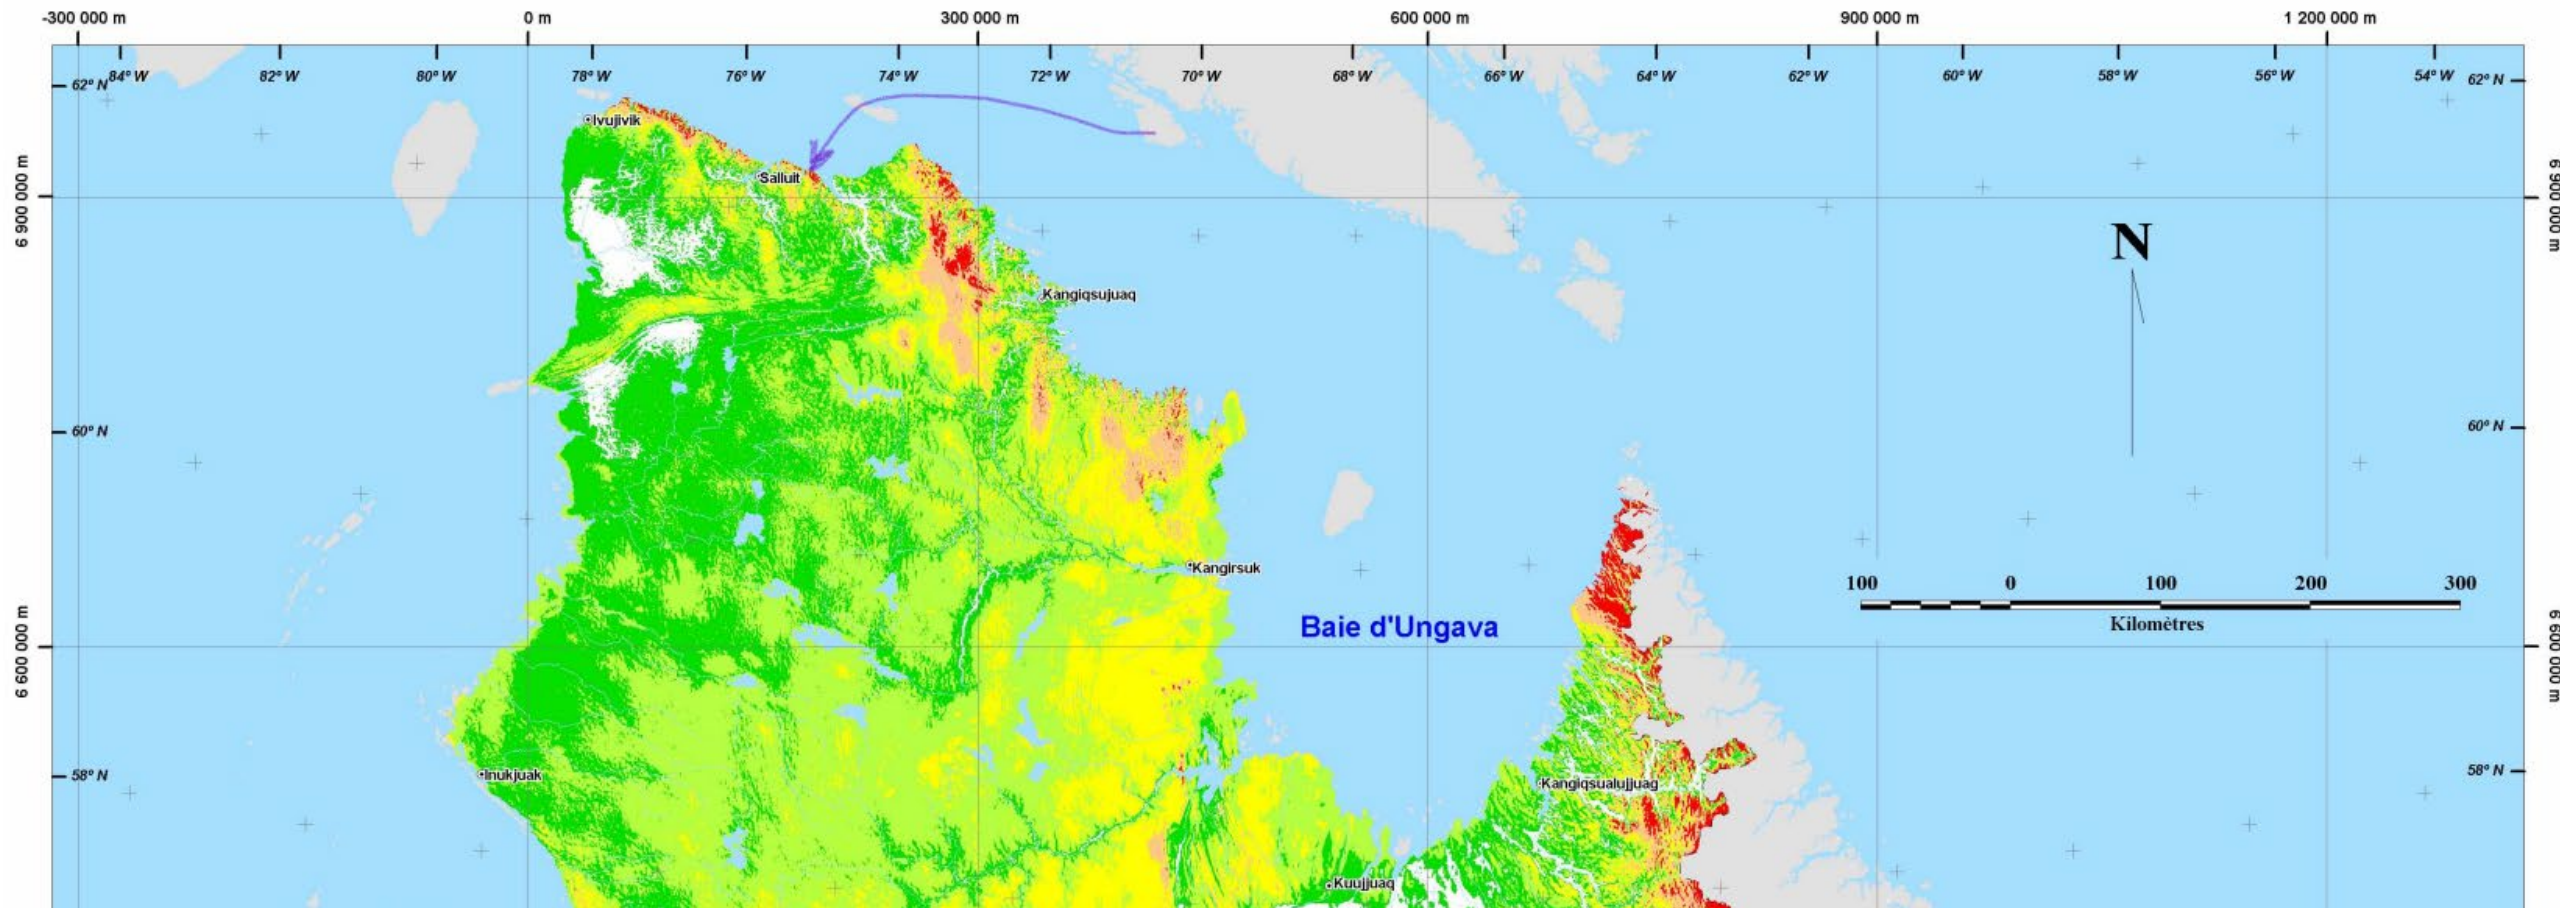 -300 000 m 0 m 300 000 m 600 000 m 900 000 m 1 200 000 m
84° W 82° W 80° W 78° W 76° W 74° W 72° W 70° W 68° W 66° W 64° W 62° W 60° W 58° W 56° W 54° W
62° N 62° N
Ivujivik
Salluit
6 900 000 m 6 900 000 m
N
Kangiqsujuaq
60° N 60° N
Kangirsuk
100 0 100 200 300
Kilomètres
Baie d'Ungava
6 600 000 m 6 600 000 m
58° N 58° N
Inukjuak
Kangiqsualujjuag
Kuujjuaq